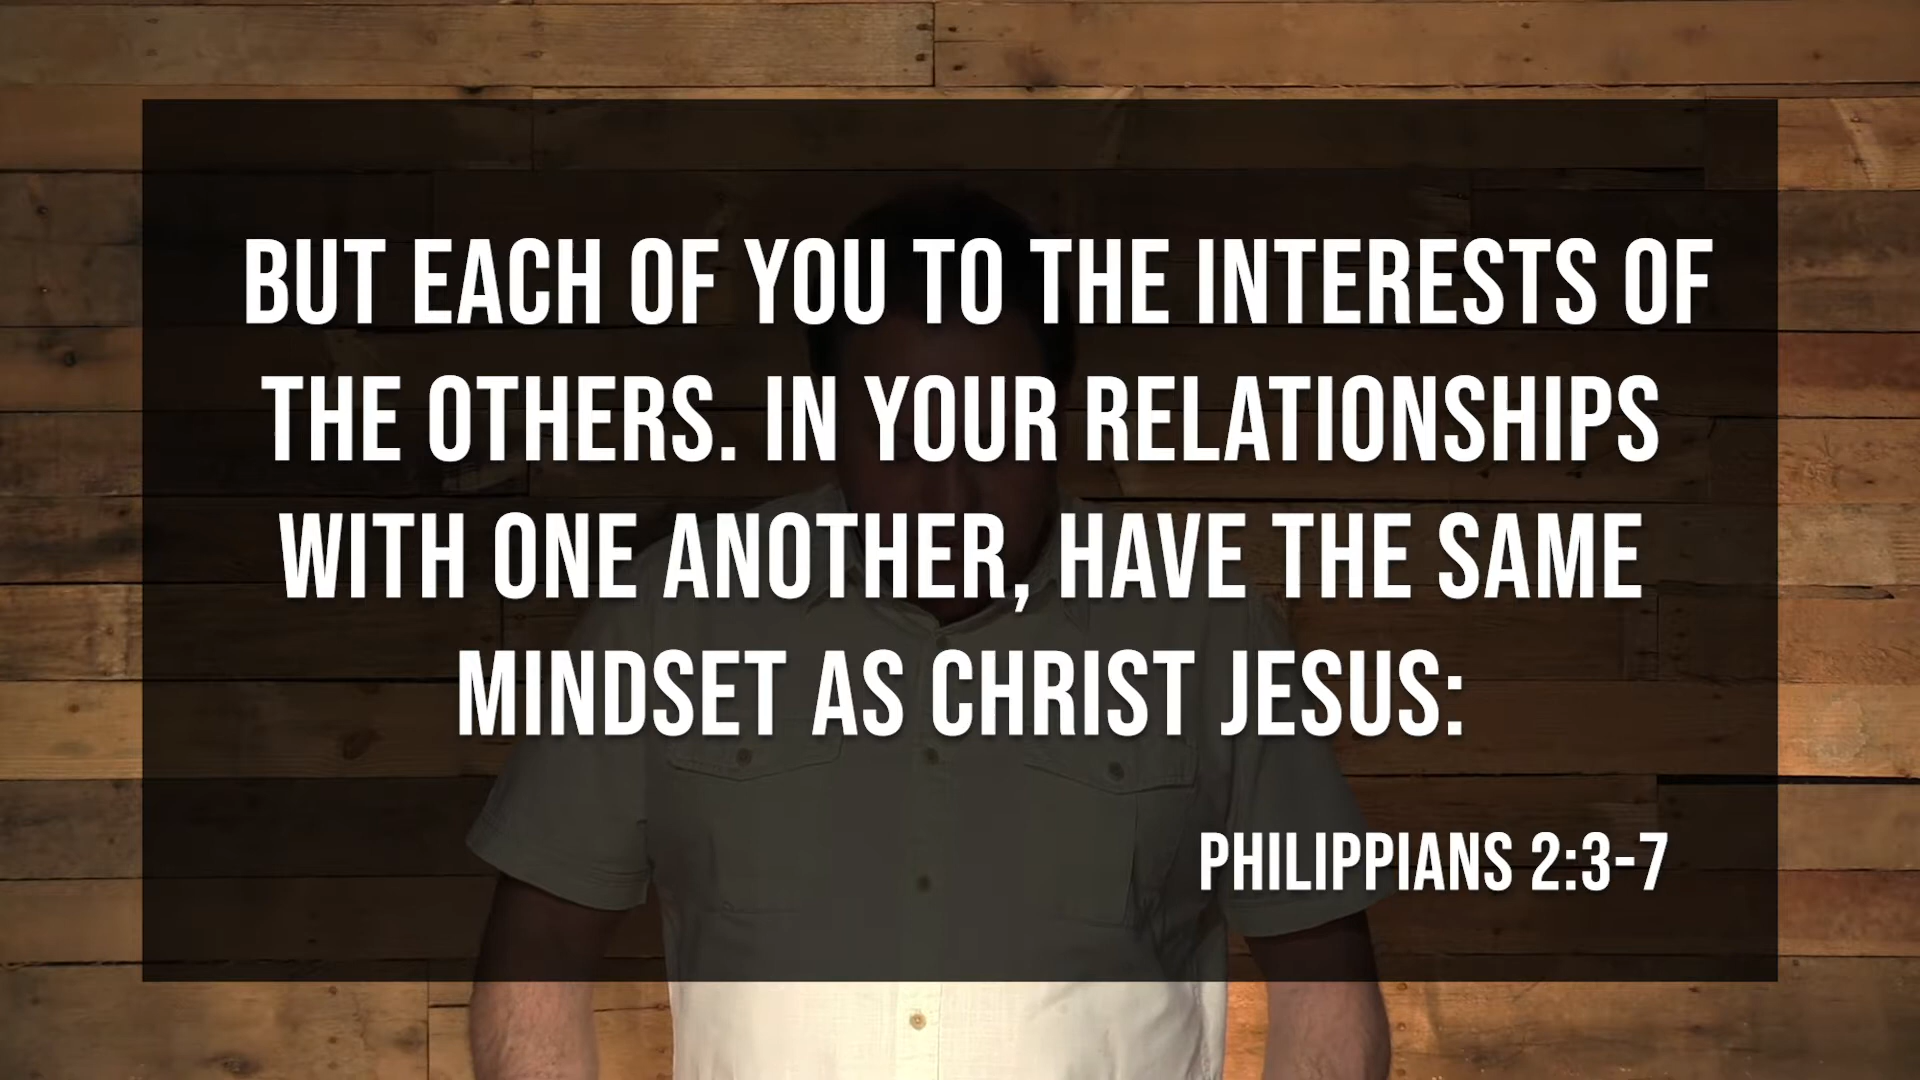 BUT EACH OF YOU TO THE INTERESTS OF
THE OTHERS. IN YOUR RELATIONSHIPS
WITH ONE ANOTHER, HAVE THE SAME
MINDSET AS CHRIST JESUS:
PHILIPPIANS 2:3-7